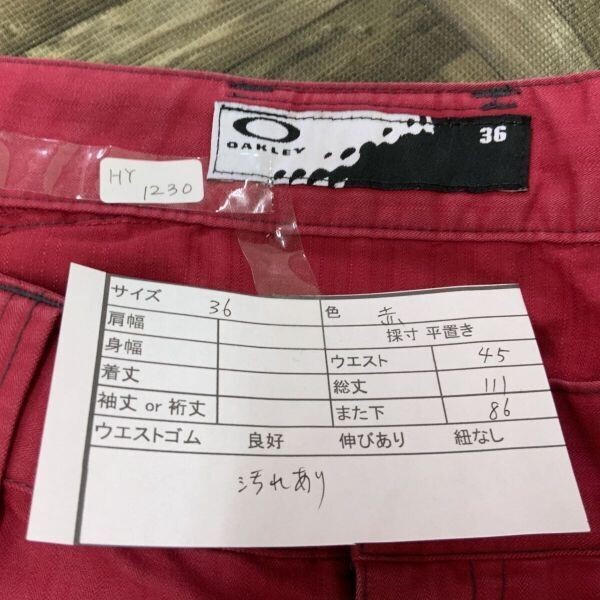 OAKLEY
36
HY
1230
サイズ 36 色 赤
肩幅 採寸 平置き
身幅 ウエスト 45
着丈 総丈 111
袖丈 or 裄丈 また下 86
ウエストゴム 良好 伸びあり 紐なし
汚れあり